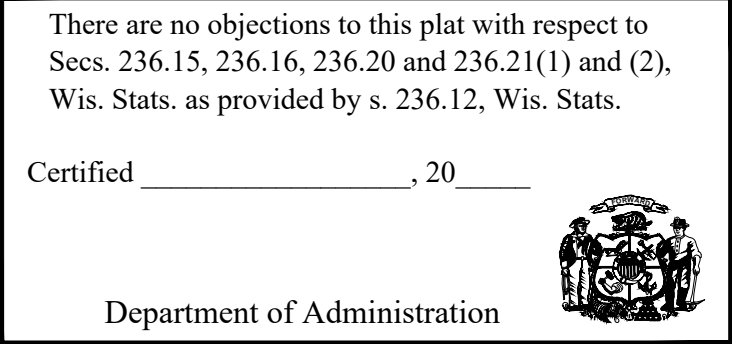 There are no objections to this plat with respect to
Secs. 236.15, 236.16, 236.20 and 236.21(1) and (2),
Wis. Stats. as provided by s. 236.12, Wis. Stats.
Certified __________________, 20_____
FORWARD
Department of Administration